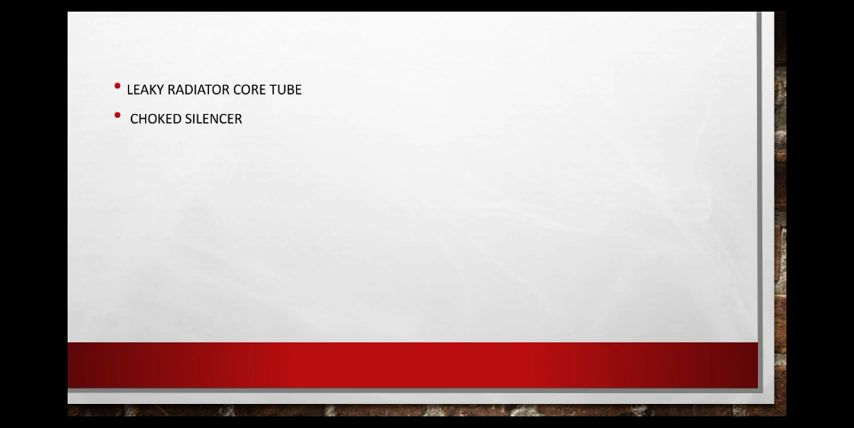 • LEAKY RADIATOR CORE TUBE
• CHOKED SILENCER